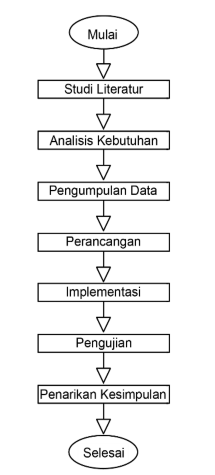 Mulai
Studi Literatur
Analisis Kebutuhan
Pengumpulan Data
Perancangan
Implementasi
Pengujian
Penarikan Kesimpulan
Selesai